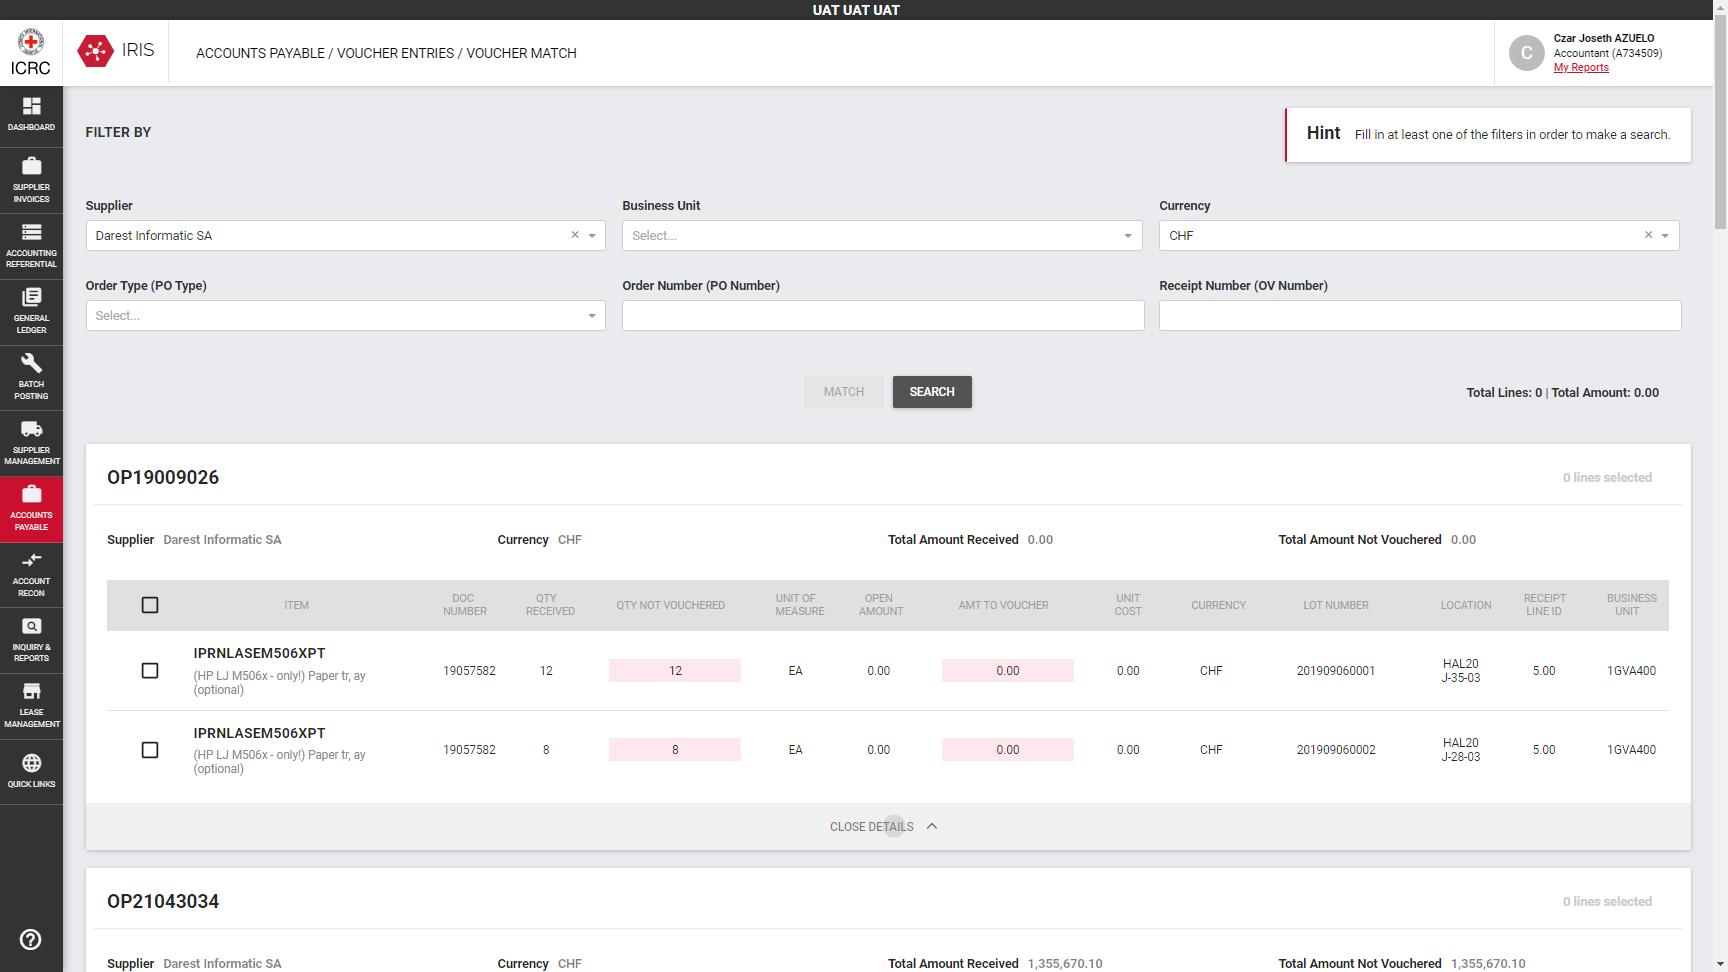 UAT UAT UAT
ICRC
IRIS
ACCOUNTS PAYABLE / VOUCHER ENTRIES / VOUCHER MATCH
C
Czar Joseth AZUELO
Accountant (A734509)
My Reports
DASHBOARD
SUPPLIER
INVOICES
ACCOUNTING
REFERENTIAL
GENERAL
LEDGER
BATCH
POSTING
SUPPLIER
MANAGEMENT
ACCOUNTS
PAYABLE
ACCOUNT
RECON
INQUIRY &
REPORTS
LEASE
MANAGEMENT
QUICK LINKS
FILTER BY
Hint Fill in at least one of the filters in order to make a search.
Supplier Business Unit Currency
Darest Informatic SA × Select... CHF ×
Order Type (PO Type) Order Number (PO Number) Receipt Number (OV Number)
Select...
MATCH SEARCH Total Lines: 0 | Total Amount: 0.00
OP19009026 0 lines selected
Supplier Darest Informatic SA Currency CHF Total Amount Received 0.00 Total Amount Not Vouchered 0.00
ITEM DOC NUMBER QTY RECEIVED QTY NOT VOUCHERED UNIT OF MEASURE OPEN AMOUNT AMT TO VOUCHER UNIT COST CURRENCY LOT NUMBER LOCATION RECEIPT LINE ID BUSINESS UNIT
IPRNLASEM506XPT
(HP LJ M506x - only!) Paper tr, ay
(optional)
19057582 12 12 EA 0.00 0.00 0.00 CHF 201909060001 HAL20 J-35-03 5.00 1GVA400
IPRNLASEM506XPT
(HP LJ M506x - only!) Paper tr, ay
(optional)
19057582 8 8 EA 0.00 0.00 0.00 CHF 201909060002 HAL20 J-28-03 5.00 1GVA400
CLOSE DETAILS
OP21043034 0 lines selected
Supplier Darest Informatic SA Currency CHF Total Amount Received 1,355,670.10 Total Amount Not Vouchered 1,355,670.10